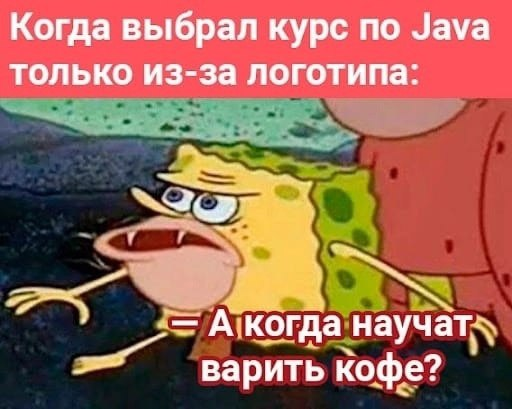 Когда выбрал курс по Java
только из-за логотипа:
– А когда научат
варить кофе?